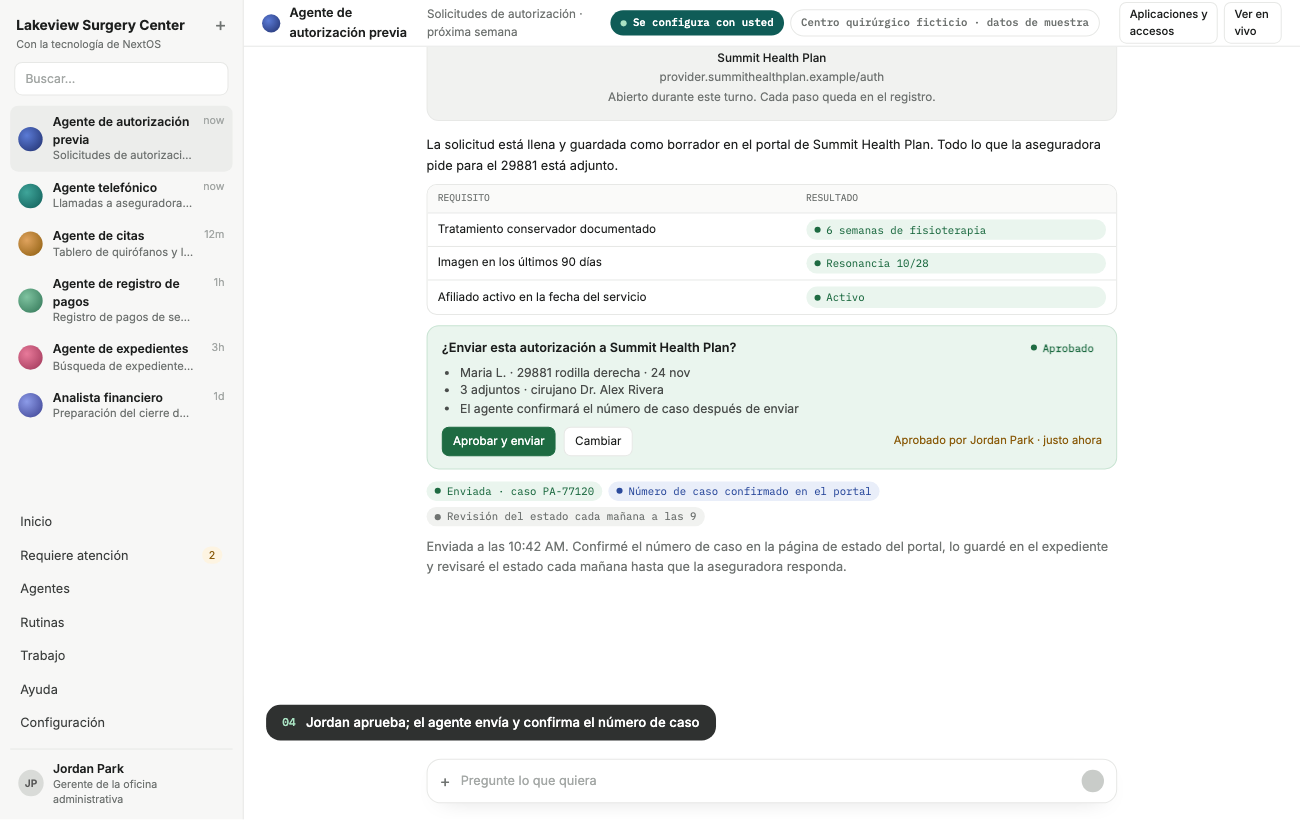 Lakeview Surgery Center
+
Con la tecnología de NextOS
Buscar...
Agente de autorización previa
now
Solicitudes de autorizaci...
Agente telefónico
now
Llamadas a aseguradora...
Agente de citas
12m
Tablero de quirófanos y l...
Agente de registro de pagos
1h
Registro de pagos de se...
Agente de expedientes
3h
Búsqueda de expediente...
Analista financiero
1d
Preparación del cierre d...
Inicio
Requiere atención
2
Agentes
Rutinas
Trabajo
Ayuda
Configuración
JP
Jordan Park
Gerente de la oficina administrativa
Agente de autorización previa
Solicitudes de autorización · próxima semana
Se configura con usted
Centro quirúrgico ficticio · datos de muestra
Aplicaciones y accesos
Ver en vivo
Summit Health Plan
provider.summithealthplan.example/auth
Abierto durante este turno. Cada paso queda en el registro.
La solicitud está llena y guardada como borrador en el portal de Summit Health Plan. Todo lo que la aseguradora
pide para el 29881 está adjunto.
REQUISITO
RESULTADO
Tratamiento conservador documentado
6 semanas de fisioterapia
Imagen en los últimos 90 días
Resonancia 10/28
Afiliado activo en la fecha del servicio
Activo
¿Enviar esta autorización a Summit Health Plan?
Aprobado
• Maria L. · 29881 rodilla derecha · 24 nov
• 3 adjuntos · cirujano Dr. Alex Rivera
• El agente confirmará el número de caso después de enviar
Aprobar y enviar
Cambiar
Aprobado por Jordan Park · justo ahora
Enviada · caso PA-77120
Número de caso confirmado en el portal
Revisión del estado cada mañana a las 9
Enviada a las 10:42 AM. Confirmé el número de caso en la página de estado del portal, lo guardé en el expediente
y revisaré el estado cada mañana hasta que la aseguradora responda.
04 Jordan aprueba; el agente envía y confirma el número de caso
+ Pregunte lo que quiera